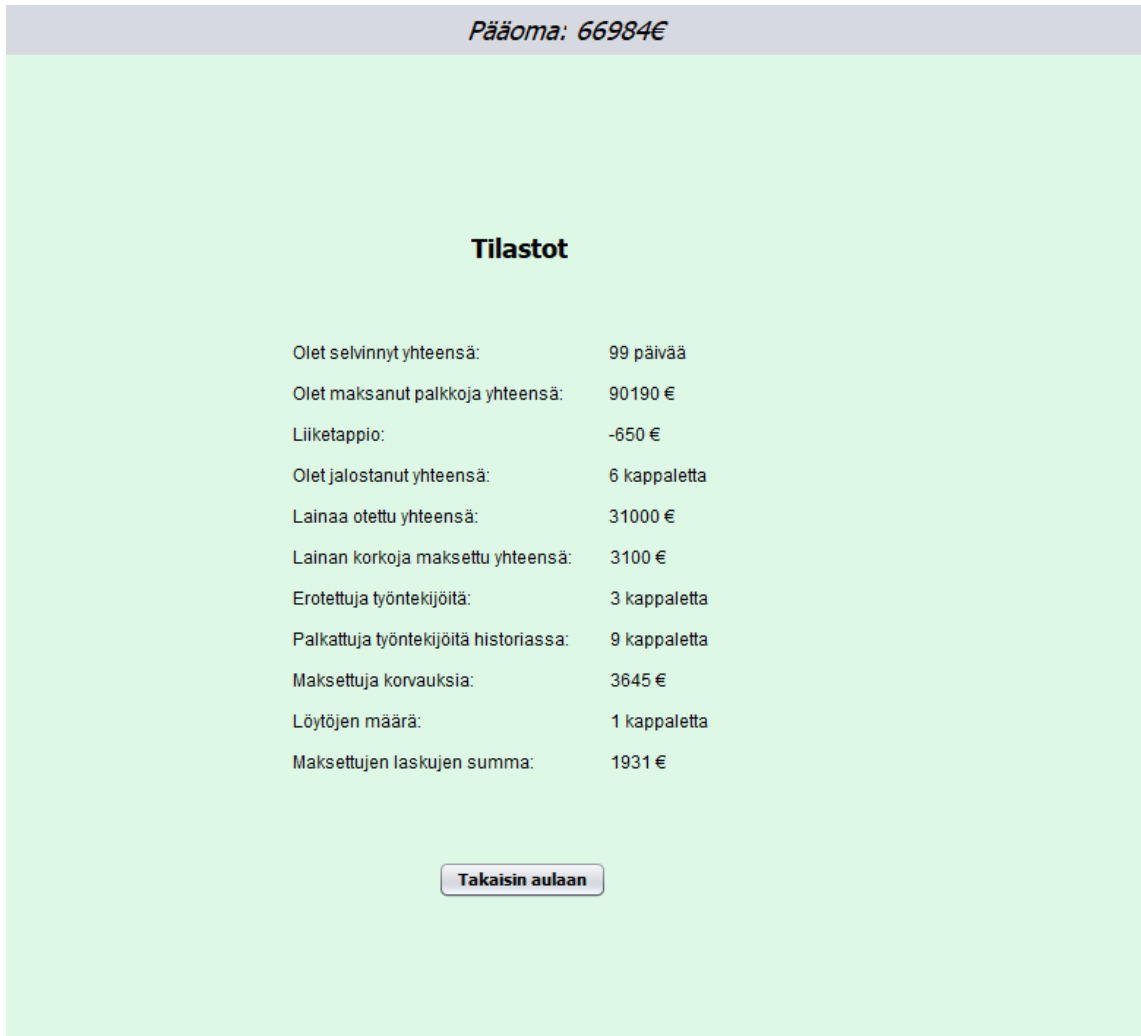 Pääoma: 66984€
Tilastot
Olet selvinnyt yhteensä: 99 päivää
Olet maksanut palkkoja yhteensä: 90190 €
Liiketappio: -650 €
Olet jalostanut yhteensä: 6 kappaletta
Lainaa otettu yhteensä: 31000 €
Lainan korkoja maksettu yhteensä: 3100 €
Erotettuja työntekijöitä: 3 kappaletta
Palkattuja työntekijöitä historiassa: 9 kappaletta
Maksettuja korvauksia: 3645 €
Löytöjen määrä: 1 kappaletta
Maksettujen laskujen summa: 1931 €
Takaisin aulaan